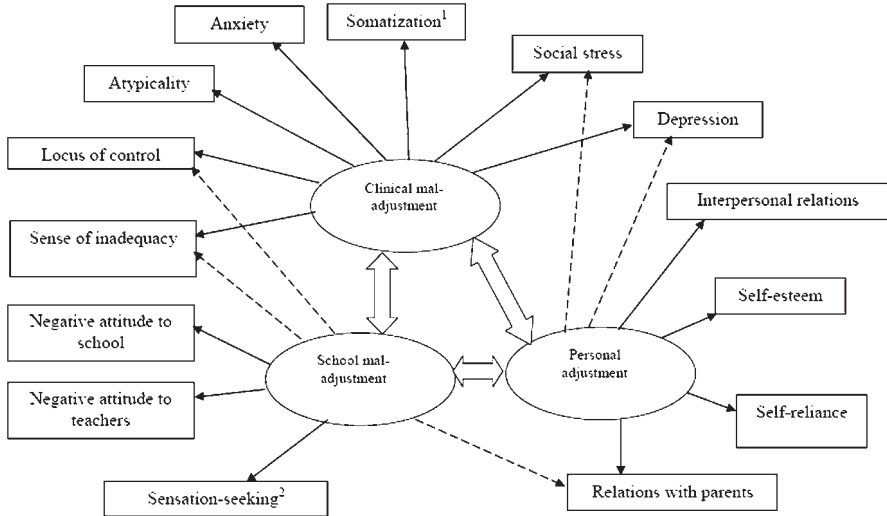 Anxiety
Somatization¹
Social stress
Atypicality
Depression
Locus of control
Clinical mal-
adjustment
Interpersonal relations
Sense of inadequacy
Self-esteem
Negative attitude to
school
School mal-
adjustment
Personal
adjustment
Negative attitude to
teachers
Self-reliance
Sensation-seeking²
Relations with parents